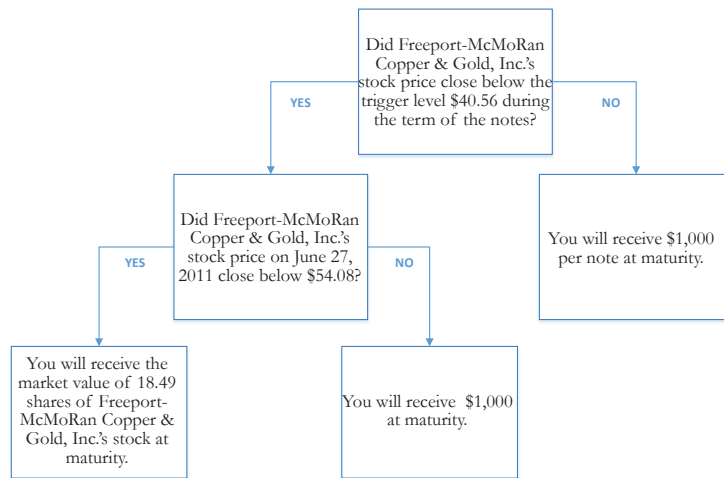 Did Freeport-McMoRan
Copper & Gold, Inc.'s
stock price close below the
trigger level $40.56 during
the term of the notes?
YES
NO
Did Freeport-McMoRan
Copper & Gold, Inc.'s
stock price on June 27,
2011 close below $54.08?
You will receive $1,000
per note at maturity.
YES
NO
You will receive the
market value of 18.49
shares of Freeport-
McMoRan Copper &
Gold, Inc.'s stock at
maturity.
You will receive $1,000
at maturity.